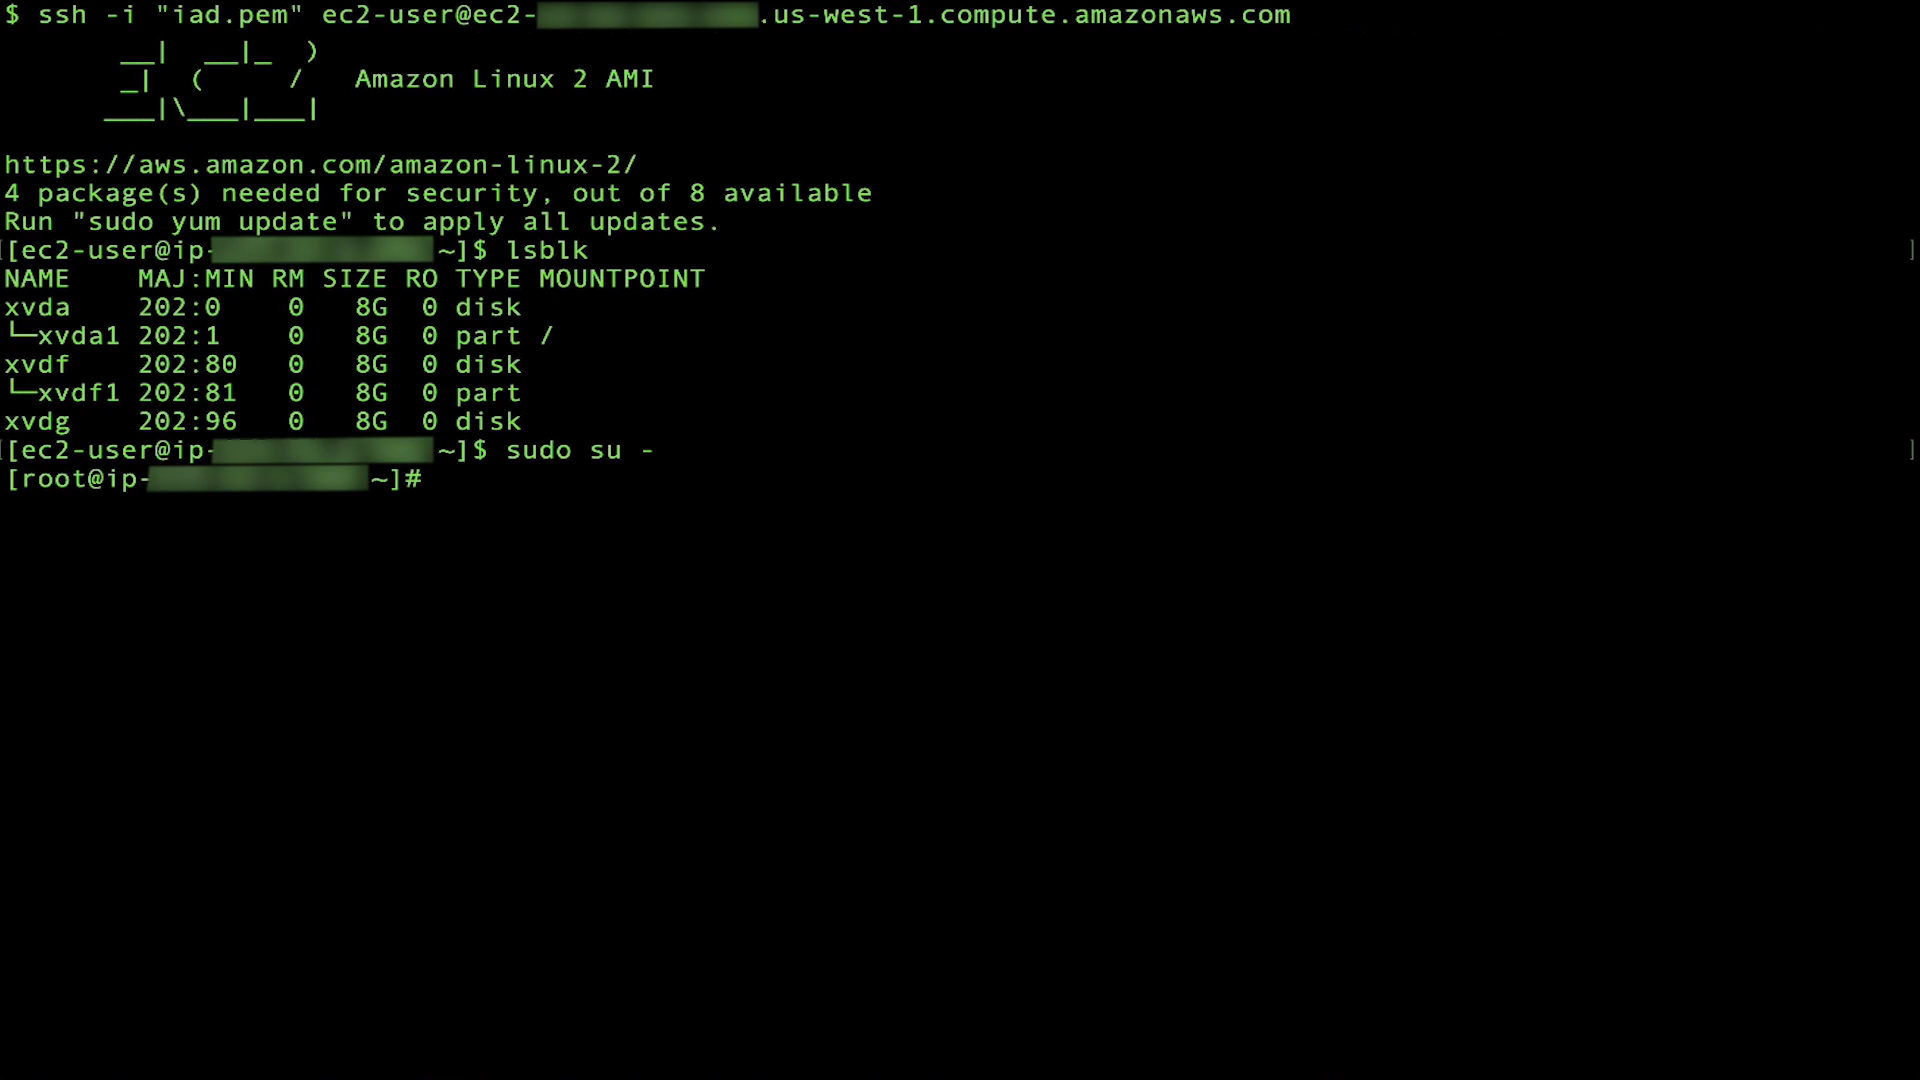 $ ssh -i "iad.pem" ec2-user@ec2-.us-west-1.compute.amazonaws.com
       __|  __|_  )
       _|  (     /   Amazon Linux 2 AMI
      ___|\___|___|
https://aws.amazon.com/amazon-linux-2/
4 package(s) needed for security, out of 8 available
Run "sudo yum update" to apply all updates.
[ec2-user@ip- ~]$ lsblk
NAME    MAJ:MIN RM SIZE RO TYPE MOUNTPOINT
xvda    202:0    0   8G  0 disk
└─xvda1 202:1    0   8G  0 part /
xvdf    202:80   0   8G  0 disk
└─xvdf1 202:81   0   8G  0 part
xvdg    202:96   0   8G  0 disk
[ec2-user@ip- ~]$ sudo su -
[root@ip- ~]#